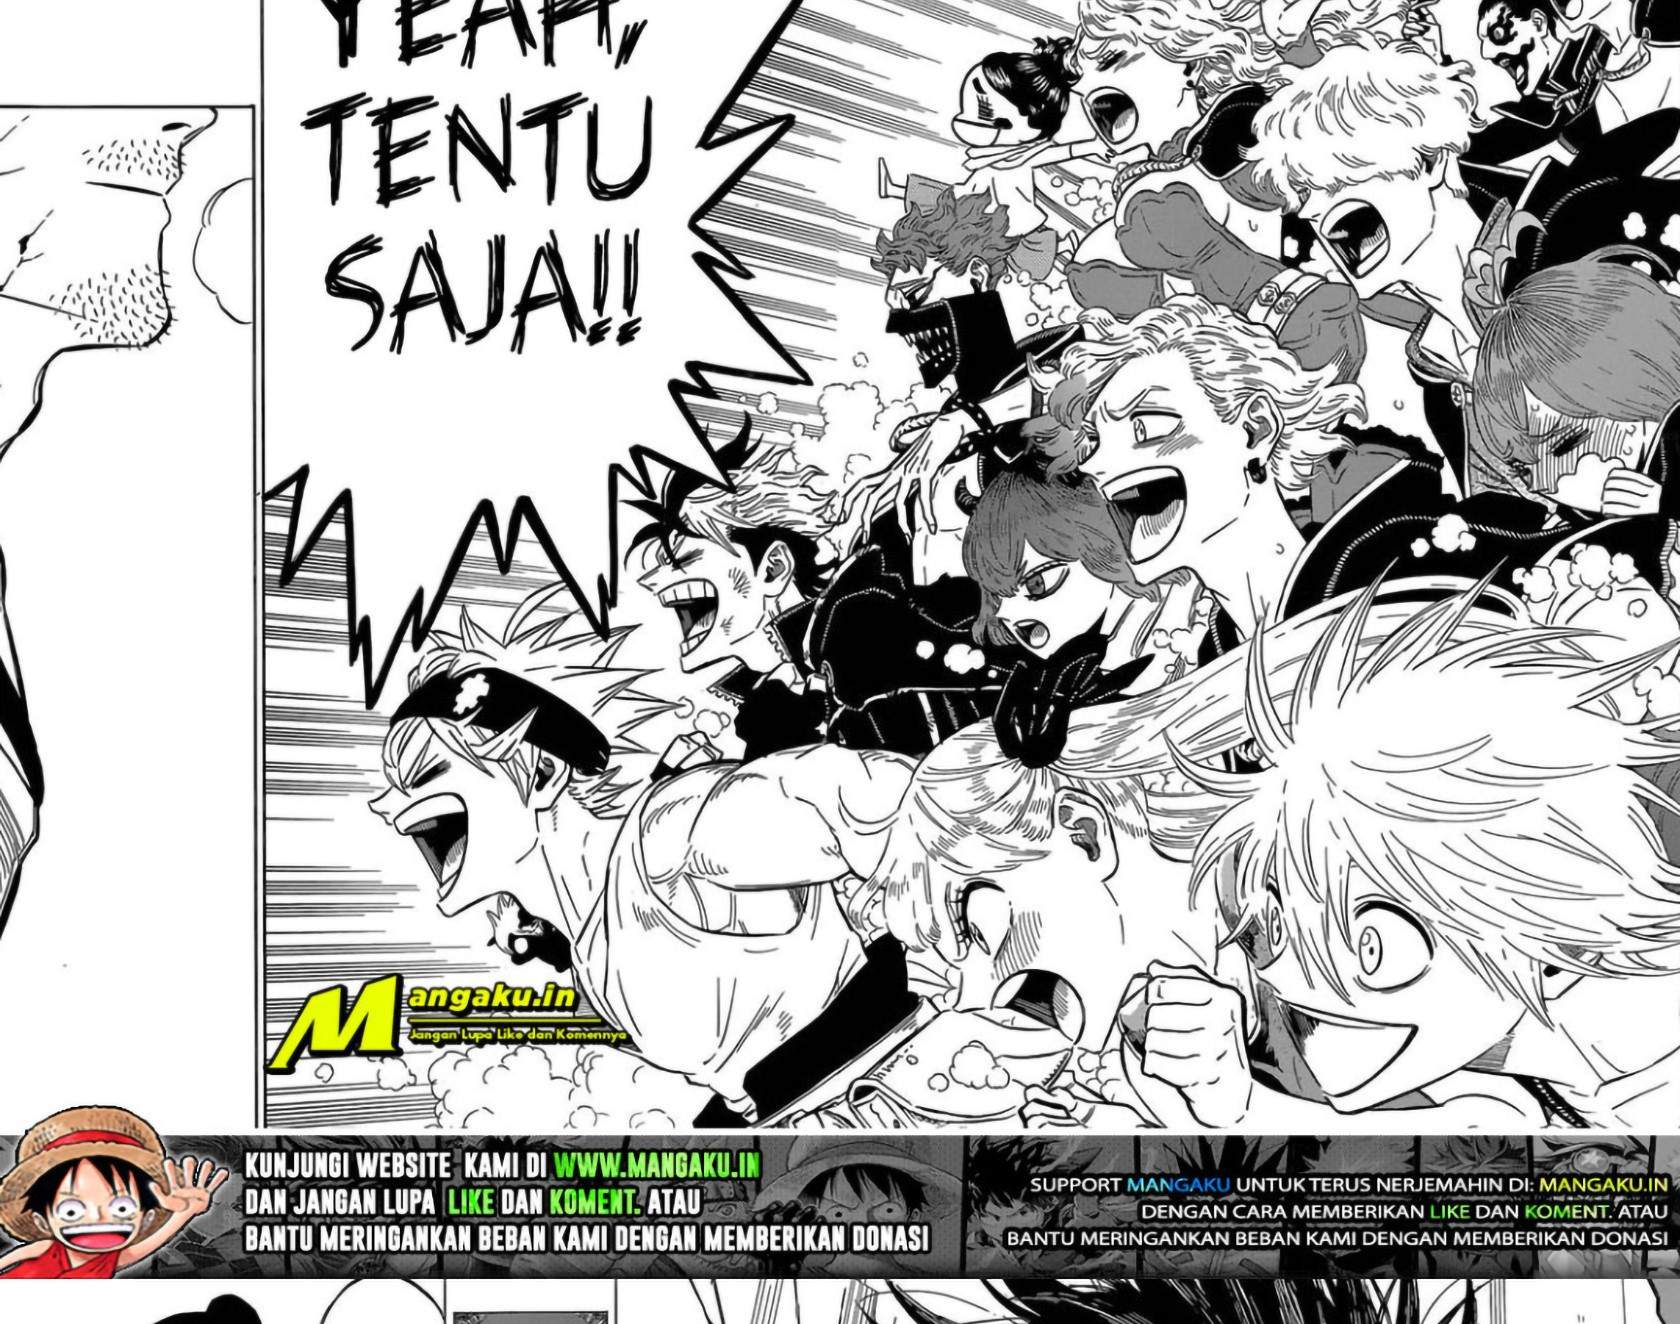 YEAH,
TENTU
SAJA!!
Mangaku.in
Jangan Lupa Like dan Komennya
KUNJUNGI WEBSITE KAMI DI WWW.MANGAKU.IN
DAN JANGAN LUPA LIKE DAN KOMENT. ATAU
BANTU MERINGANKAN BEBAN KAMI DENGAN MEMBERIKAN DONASI
SUPPORT MANGAKU UNTUK TERUS NERJEMAHIN DI: MANGAKU.IN
DENGAN CARA MEMBERIKAN LIKE DAN KOMENT. ATAU
BANTU MERINGANKAN BEBAN KAMI DENGAN MEMBERIKAN DONASI